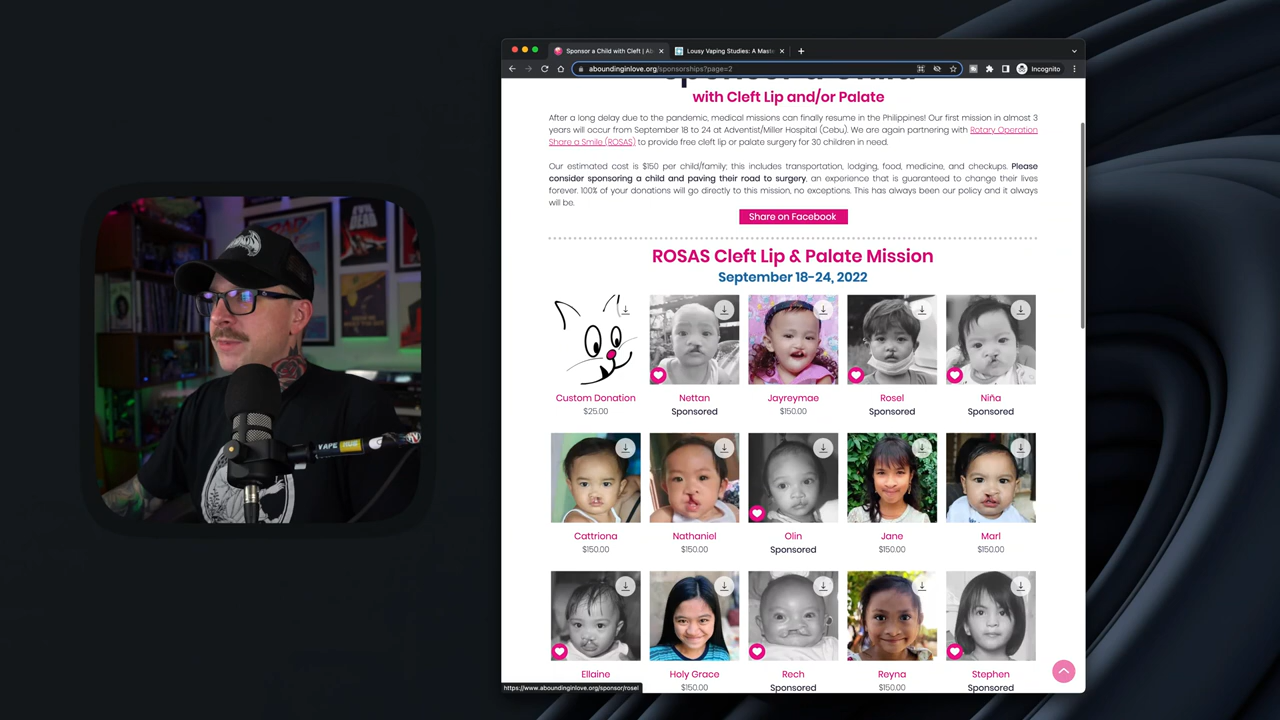 Sponsor a Child with Cleft | Ab
Lousy Vaping Studies: A Maste
aboundinginlove.org/sponsorships?page=2
Incognito
with Cleft Lip and/or Palate
After a long delay due to the pandemic, medical missions can finally resume in the Philippines! Our first mission in almost 3
years will occur from September 18 to 24 at Adventist/Miller Hospital (Cebu). We are again partnering with Rotary Operation
Share a Smile (ROSAS) to provide free cleft lip or palate surgery for 30 children in need.
Our estimated cost is $150 per child/family; this includes transportation, lodging, food, medicine, and checkups. Please
consider sponsoring a child and paving their road to surgery, an experience that is guaranteed to change their lives
forever. 100% of your donations will go directly to this mission, no exceptions. This has always been our policy and it always
will be.
Share on Facebook
ROSAS Cleft Lip & Palate Mission
September 18-24, 2022
Custom Donation Nettan Jayreymae Rosel Niña
$25.00 Sponsored $150.00 Sponsored Sponsored
Cattriona Nathaniel Olin Jane Marl
$150.00 $150.00 Sponsored $150.00 $150.00
Ellaine Holy Grace Rech Reyna Stephen
$150.00 Sponsored $150.00 Sponsored
https://www.aboundinginlove.org/sponsor/rosel
EVIL
DEAD
VAPE